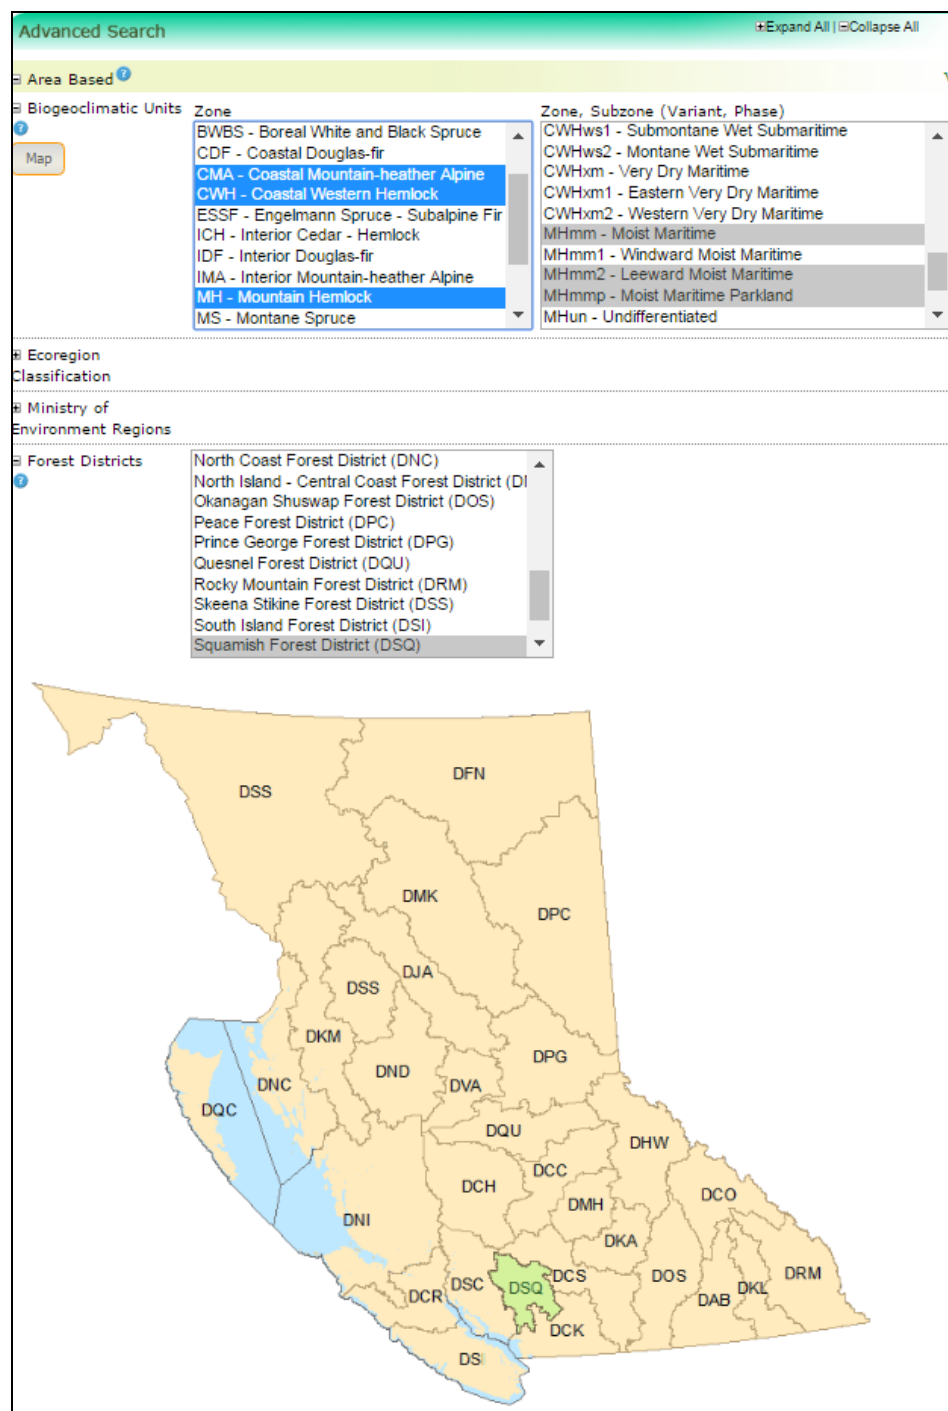 Advanced Search
Expand All | Collapse All
Area Based
Biogeoclimatic Units
Map
Zone
BWBS - Boreal White and Black Spruce
CDF - Coastal Douglas-fir
CMA - Coastal Mountain-heather Alpine
CWH - Coastal Western Hemlock
ESSF - Engelmann Spruce - Subalpine Fir
ICH - Interior Cedar - Hemlock
IDF - Interior Douglas-fir
IMA - Interior Mountain-heather Alpine
MH - Mountain Hemlock
MS - Montane Spruce
Zone, Subzone (Variant, Phase)
CWHws1 - Submontane Wet Submaritime
CWHws2 - Montane Wet Submaritime
CWHxm - Very Dry Maritime
CWHxm1 - Eastern Very Dry Maritime
CWHxm2 - Western Very Dry Maritime
MHmm - Moist Maritime
MHmm1 - Windward Moist Maritime
MHmm2 - Leeward Moist Maritime
MHmmp - Moist Maritime Parkland
MHun - Undifferentiated
Ecoregion
Classification
Ministry of
Environment Regions
Forest Districts
North Coast Forest District (DNC)
North Island - Central Coast Forest District (DI
Okanagan Shuswap Forest District (DOS)
Peace Forest District (DPC)
Prince George Forest District (DPG)
Quesnel Forest District (DQU)
Rocky Mountain Forest District (DRM)
Skeena Stikine Forest District (DSS)
South Island Forest District (DSI)
Squamish Forest District (DSQ)
DFN
DSS
DMK
DPC
DJA
DSS
DKM
DPG
DND
DNC
DVA
DQC
DQU
DHW
DCC
DCH
DCO
DMH
DNI
DKA
DRM
DCS
DOS
DSC
DSQ
DKL
DCR
DAB
DCK
DSI